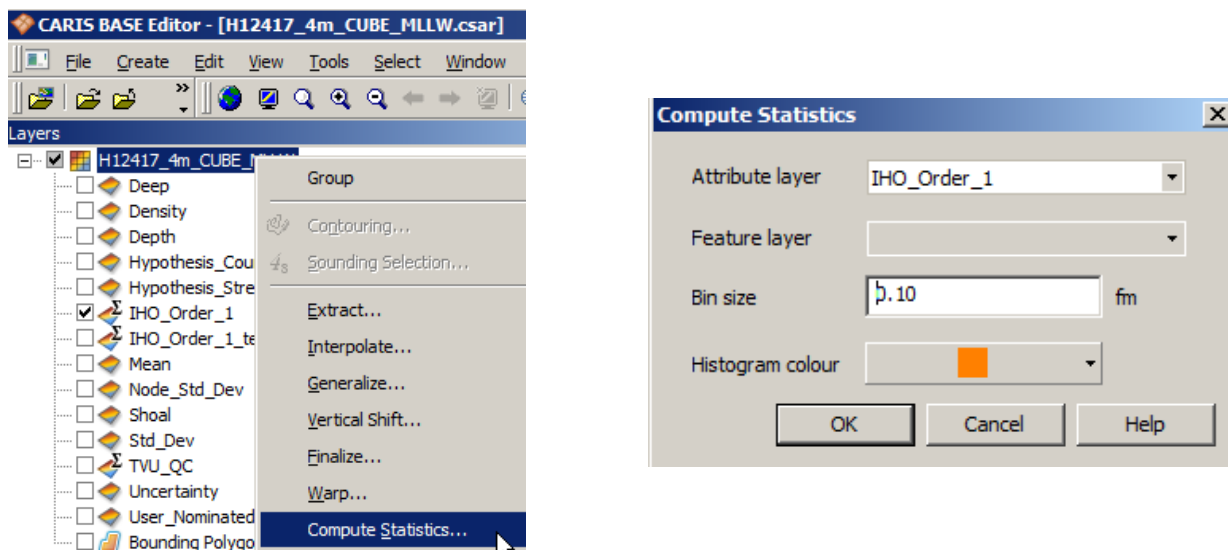 CARIS BASE Editor - [H12417_4m_CUBE_MLLW.csar]
File Create Edit View Tools Select Window
Layers
H12417_4m_CUBE_
Deep
Density
Depth
Hypothesis_Cou
Hypothesis_Stre
IHO_Order_1
IHO_Order_1_te
Mean
Node_Std_Dev
Shoal
Std_Dev
TVU_QC
Uncertainty
User_Nominated
Bounding Polygo
Group
Contouring...
Sounding Selection...
Extract...
Interpolate...
Generalize...
Vertical Shift...
Finalize...
Warp...
Compute Statistics...
Compute Statistics
Attribute layer IHO_Order_1
Feature layer
Bin size 0.10 fm
Histogram colour
OK Cancel Help